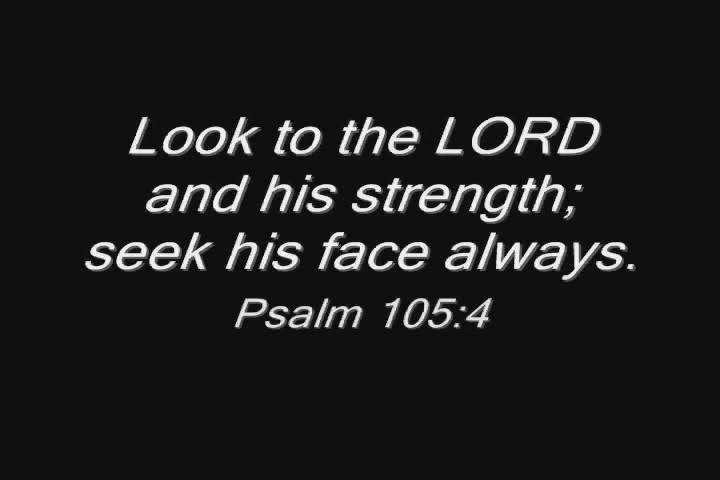 Look to the LORD
and his strength;
seek his face always.
Psalm 105:4